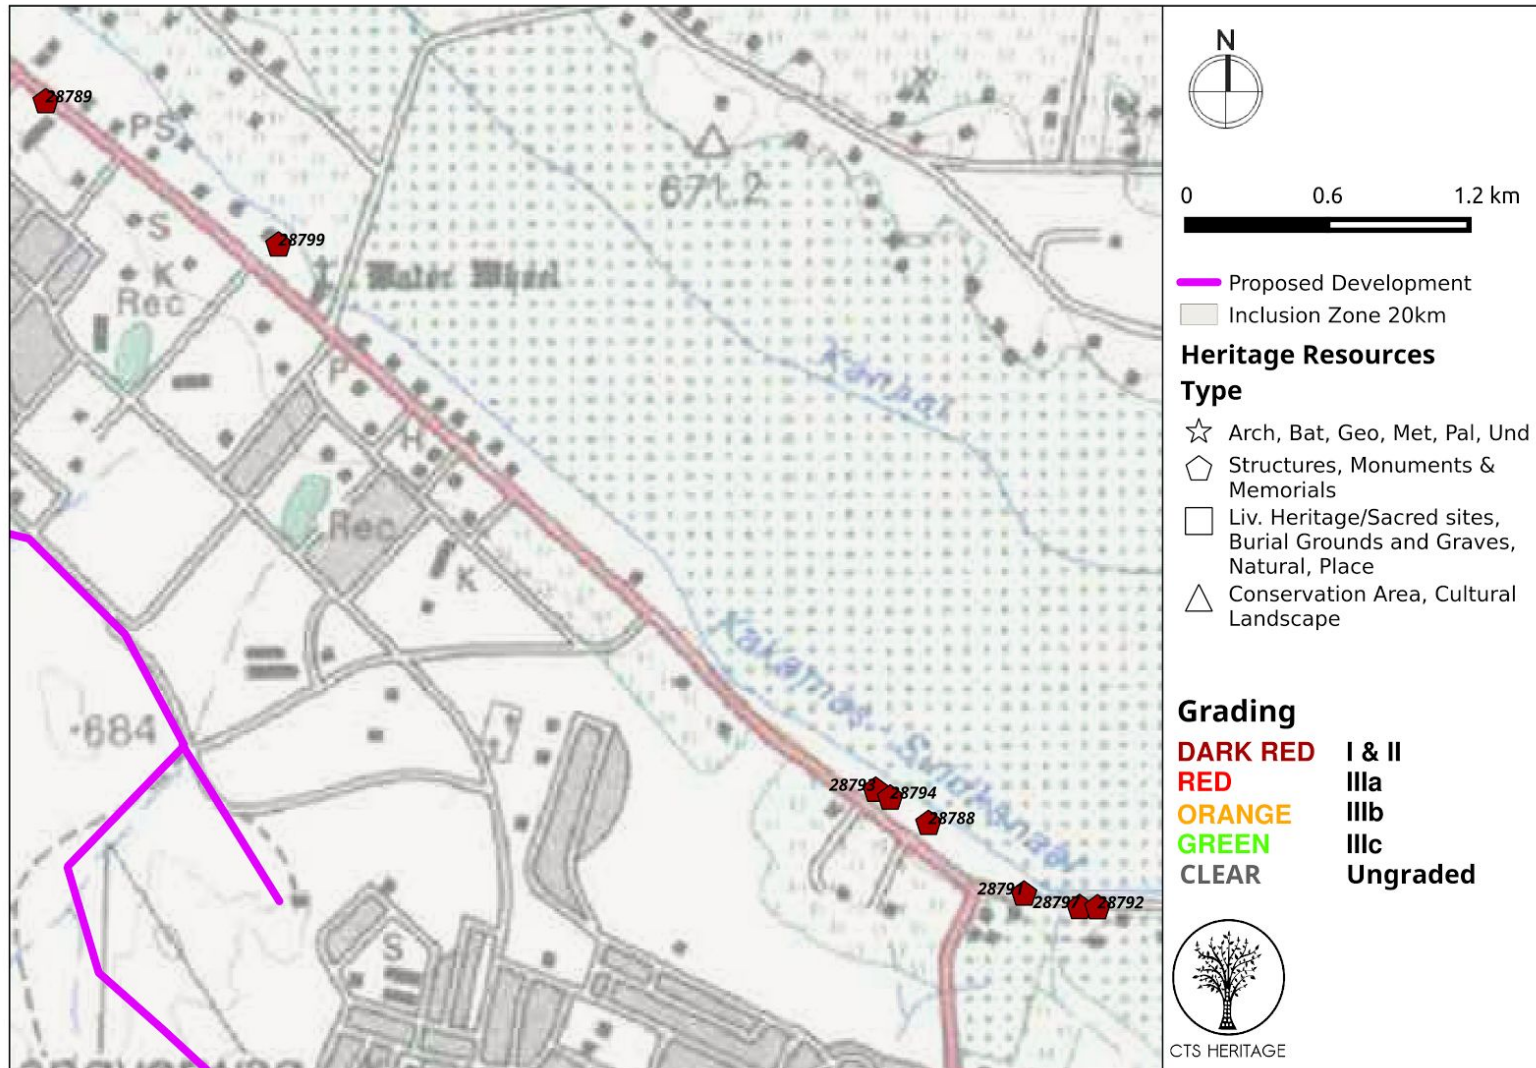 28789
PS
28799
S
K
Rec
Water Wheel
671.2
P
H
Kanaal
Rec
K
Kakamas - Suidkanaal
684
28793
28794
28788
28791
28797
28792
S
N
0 0.6 1.2 km
Proposed Development
Inclusion Zone 20km
Heritage Resources
Type
Arch, Bat, Geo, Met, Pal, Und
Structures, Monuments &
Memorials
Liv. Heritage/Sacred sites,
Burial Grounds and Graves,
Natural, Place
Conservation Area, Cultural
Landscape
Grading
DARK RED I & II
RED IIIa
ORANGE IIIb
GREEN IIIc
CLEAR Ungraded
CTS HERITAGE